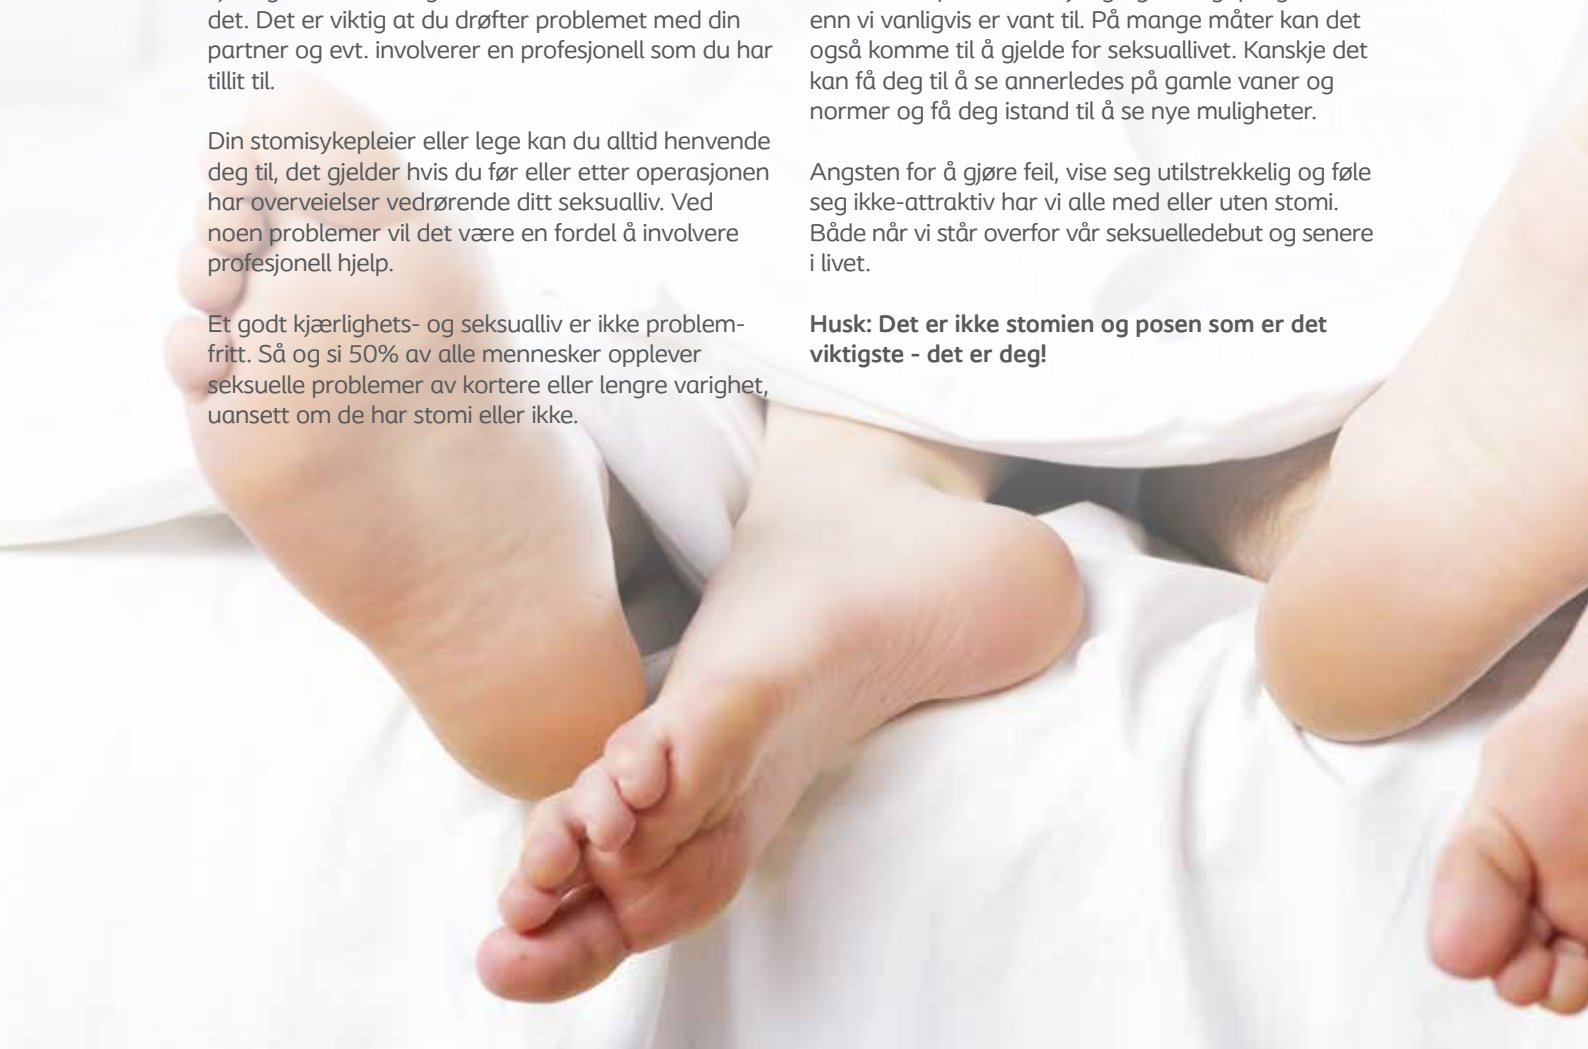 det. Det er viktig at du drøfter problemet med din
partner og evt. involverer en profesjonell som du har
tillit til.
Din stomisykepleier eller lege kan du alltid henvende
deg til, det gjelder hvis du før eller etter operasjonen
har overveielser vedrørende ditt seksualliv. Ved
noen problemer vil det være en fordel å involvere
profesjonell hjelp.
Et godt kjærlighets- og seksualliv er ikke problem-
fritt. Så og si 50% av alle mennesker opplever
seksuelle problemer av kortere eller lengre varighet,
uansett om de har stomi eller ikke.
enn vi vanligvis er vant til. På mange måter kan det
også komme til å gjelde for seksuallivet. Kanskje det
kan få deg til å se annerledes på gamle vaner og
normer og få deg istand til å se nye muligheter.
Angsten for å gjøre feil, vise seg utilstrekkelig og føle
seg ikke-attraktiv har vi alle med eller uten stomi.
Både når vi står overfor vår seksuelledebut og senere
i livet.
Husk: Det er ikke stomien og posen som er det
viktigste - det er deg!